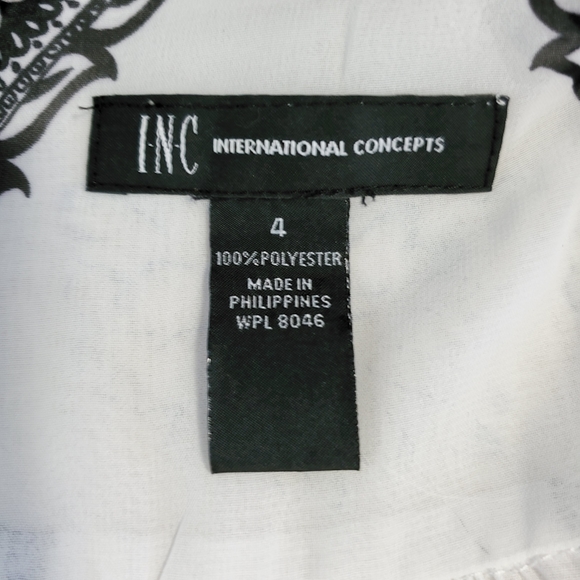 I·N·C INTERNATIONAL CONCEPTS
4
100%POLYESTER
MADE IN
PHILIPPINES
WPL 8046